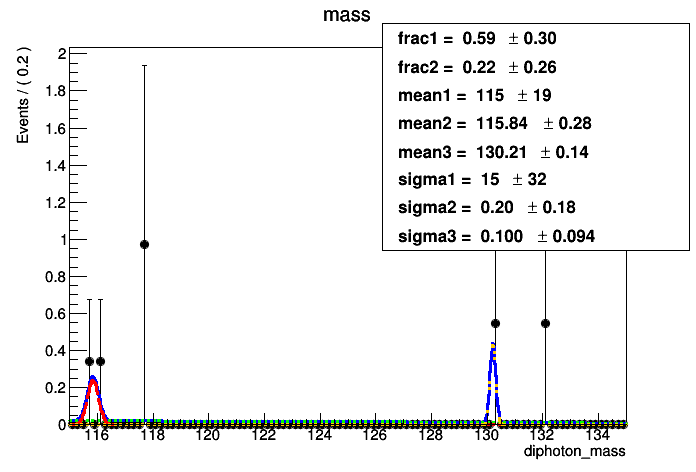 mass
frac1 = 0.59 ± 0.30
frac2 = 0.22 ± 0.26
mean1 = 115 ± 19
mean2 = 115.84 ± 0.28
mean3 = 130.21 ± 0.14
sigma1 = 15 ± 32
sigma2 = 0.20 ± 0.18
sigma3 = 0.100 ± 0.094
Events / ( 0.2 )
2
1.8
1.6
1.4
1.2
1
0.8
0.6
0.4
0.2
0
116 118 120 122 124 126 128 130 132 134
diphoton_mass